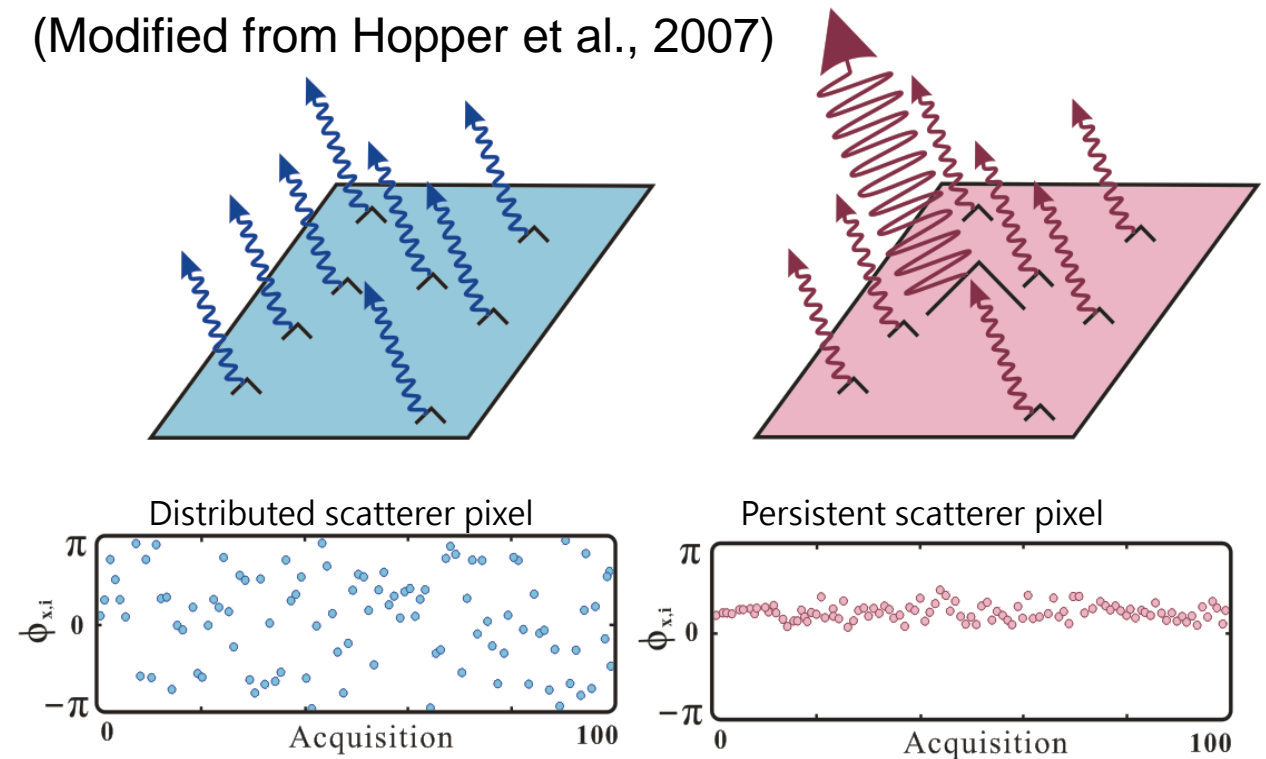 (Modified from Hopper et al., 2007)
Distributed scatterer pixel
π
ϕx,i
0
−π
0
Acquisition
100
Persistent scatterer pixel
π
ϕx,i
0
−π
0
Acquisition
100